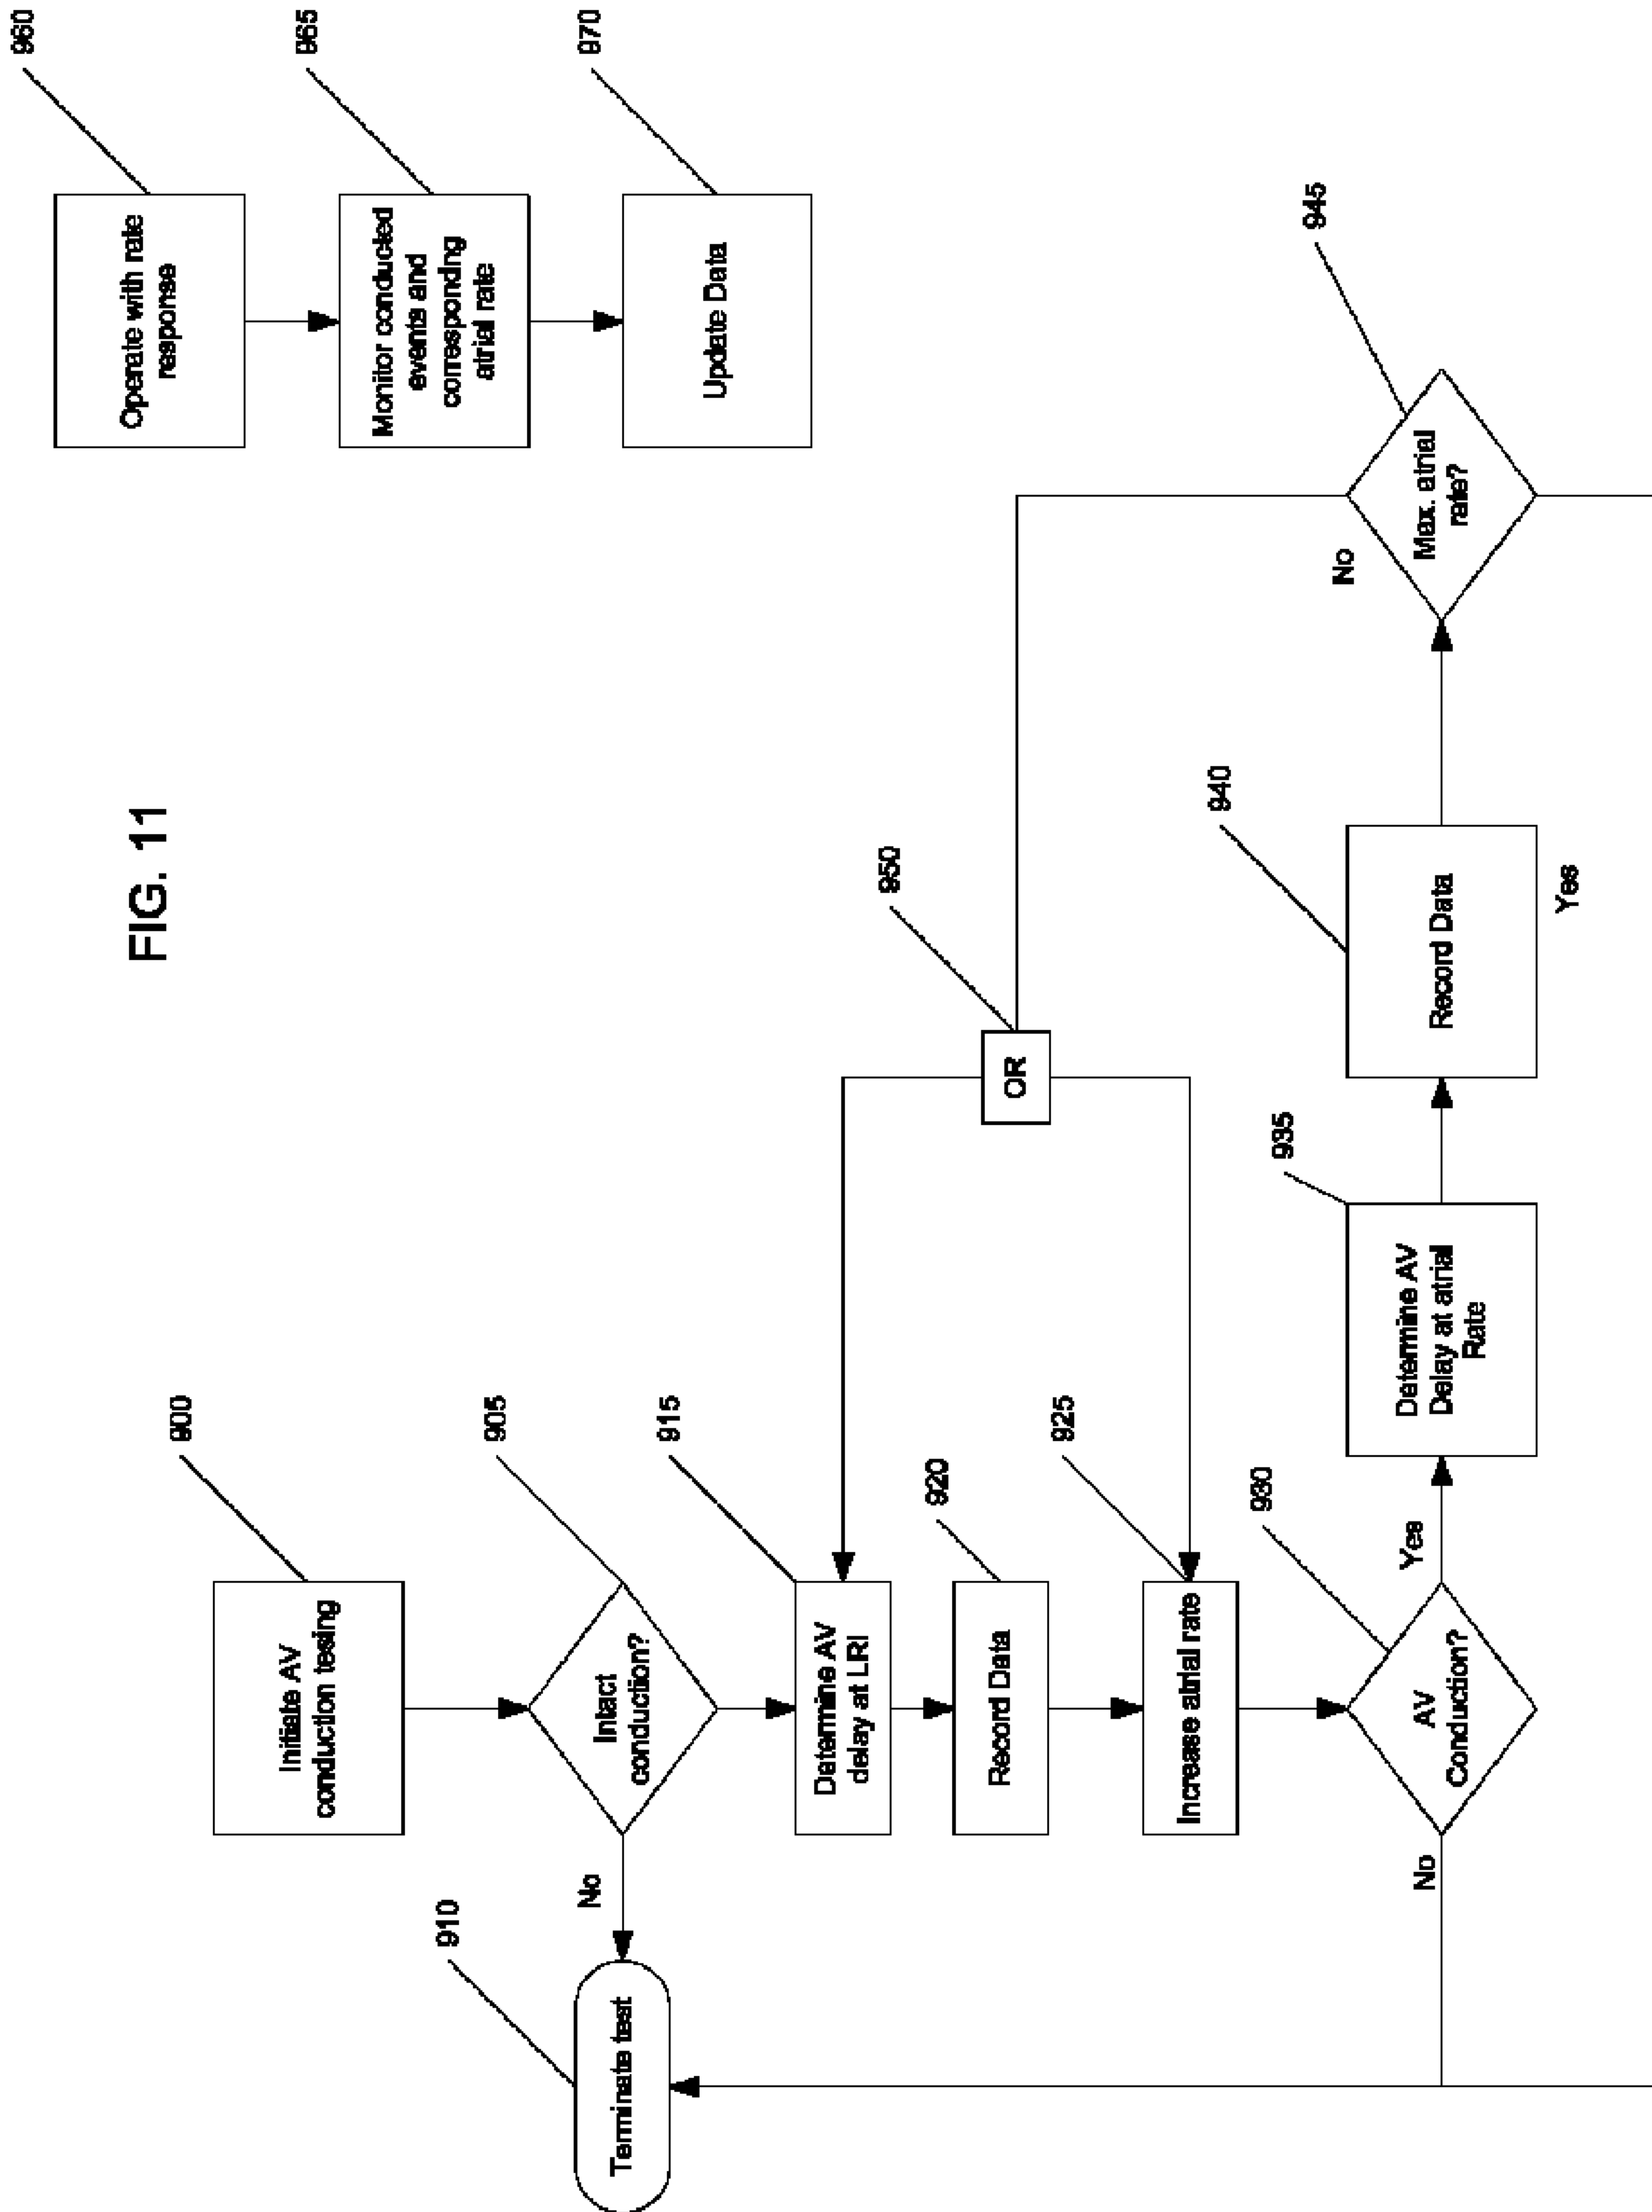 FIG. 11
900
Initiate AV
conduction tesing
905
Intact
conduction?
No
910
Terminate test
915
Determine AV
delay at LRI
920
Record Data
925
Increase atrial rate
930
AV
Conduction?
No
Yes
935
Determine AV
Delay at atrial
Rate
940
Record Data
Yes
945
Max. atrial
rate?
No
950
OR
960
Operate with rate
response
965
Monitor conducted
events and
correspondng
atrial rate
970
Update Data